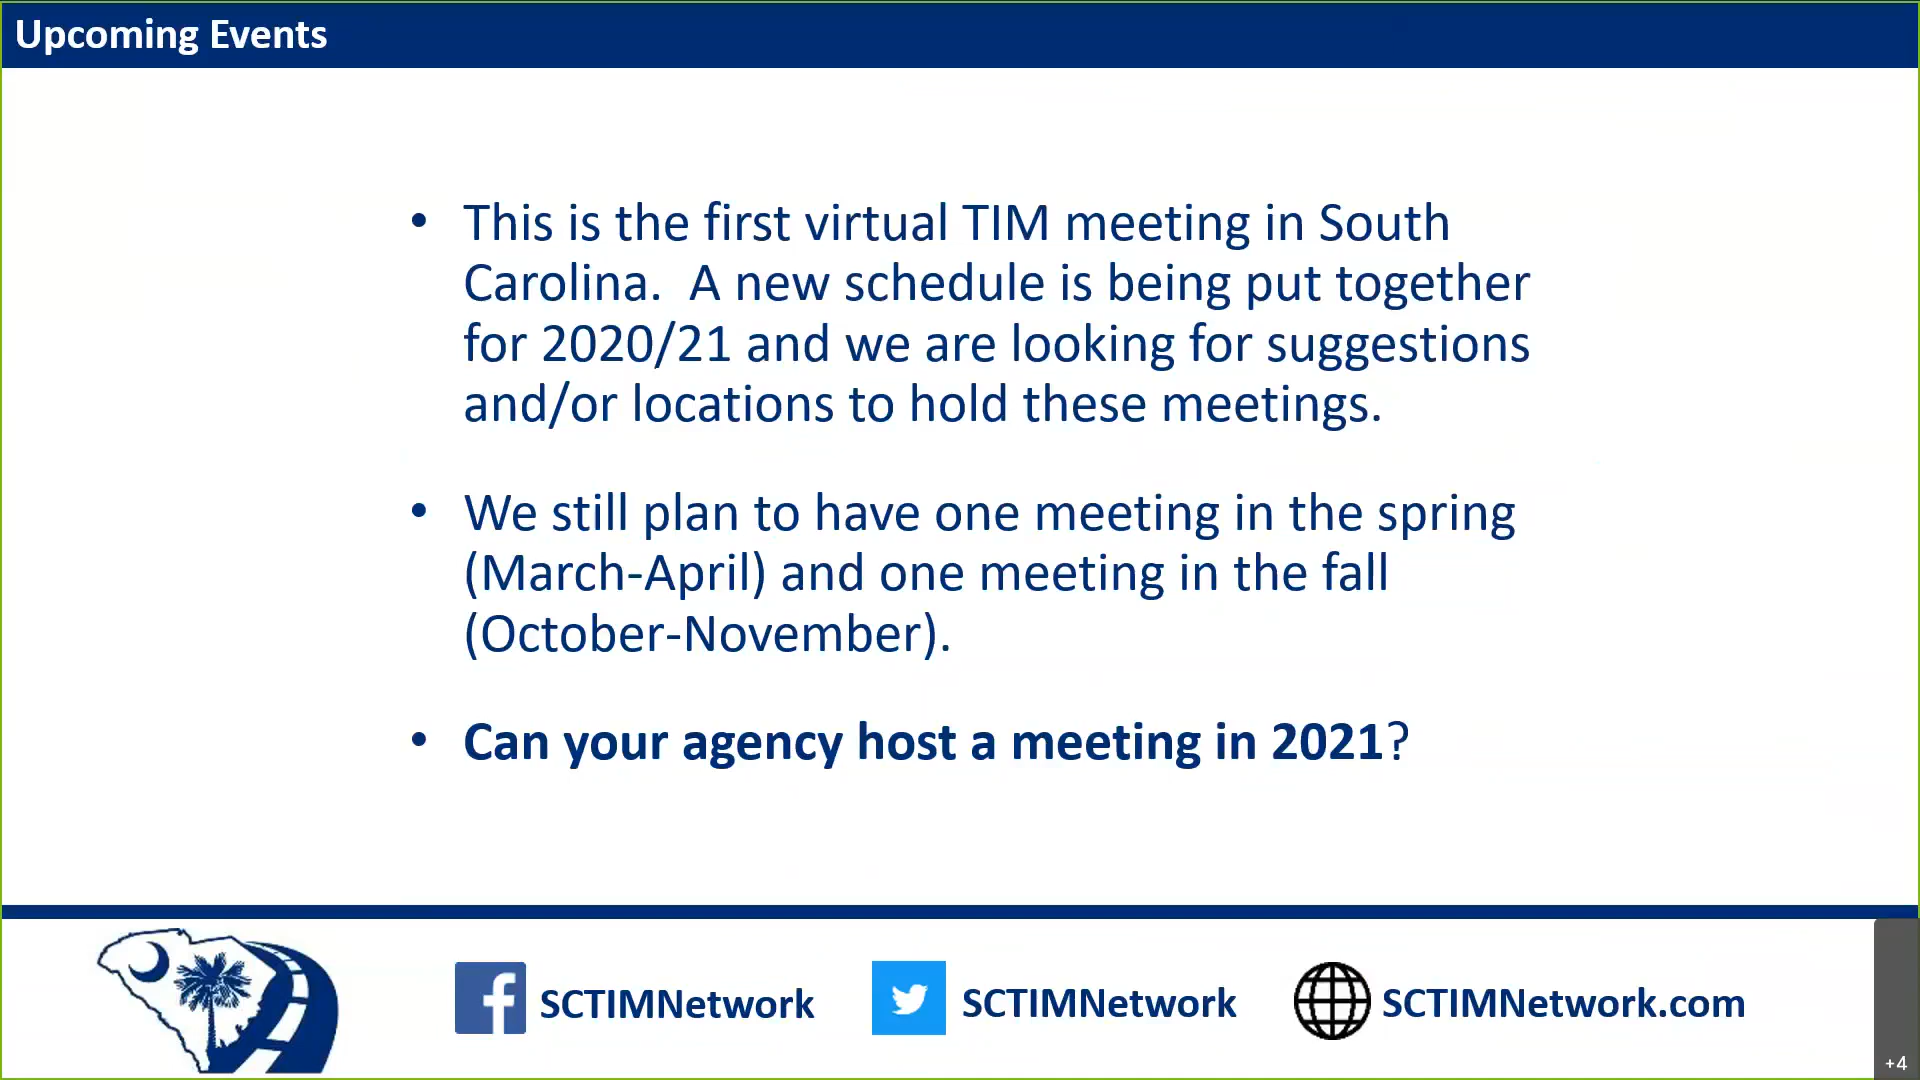 Upcoming Events
• This is the first virtual TIM meeting in South
Carolina.  A new schedule is being put together
for 2020/21 and we are looking for suggestions
and/or locations to hold these meetings.
• We still plan to have one meeting in the spring
(March-April) and one meeting in the fall
(October-November).
• Can your agency host a meeting in 2021?
SCTIMNetwork
SCTIMNetwork
SCTIMNetwork.com
+4